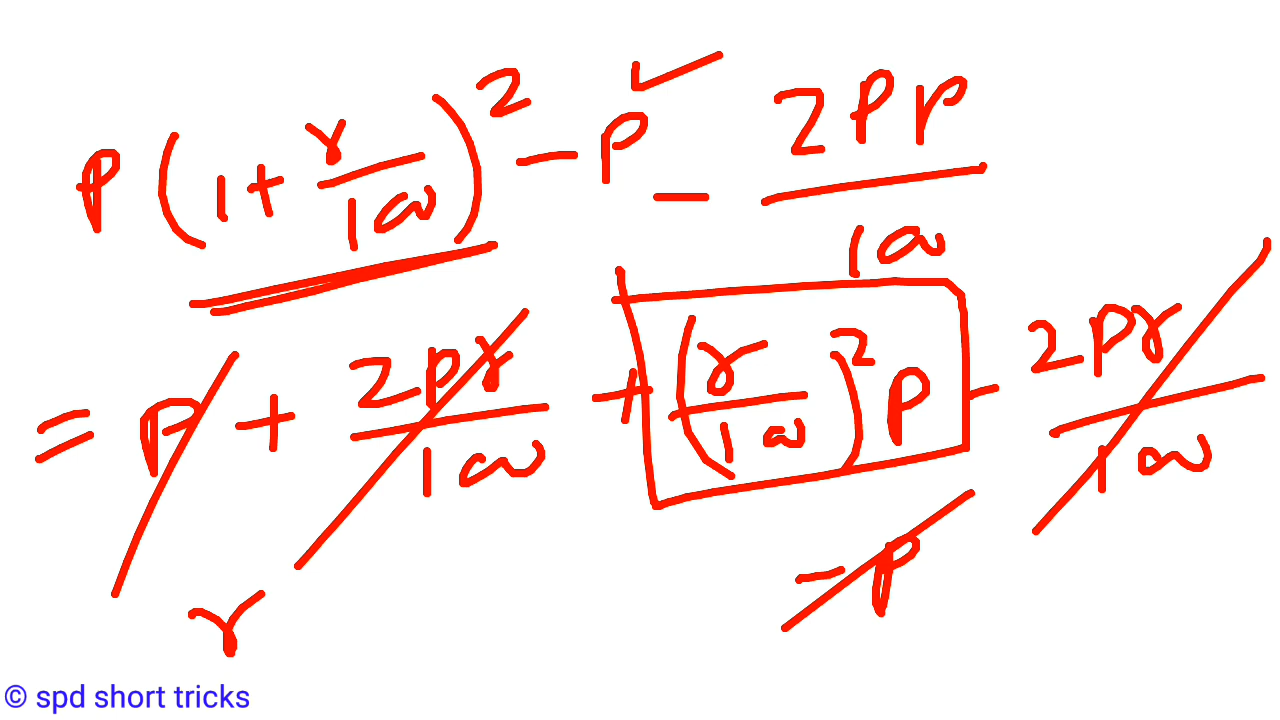 P(1+r/100)² - P - 2Pr/100
= P + 2Pr/100 + (r/100)²P - 2Pr/100
- P
r
© spd short tricks